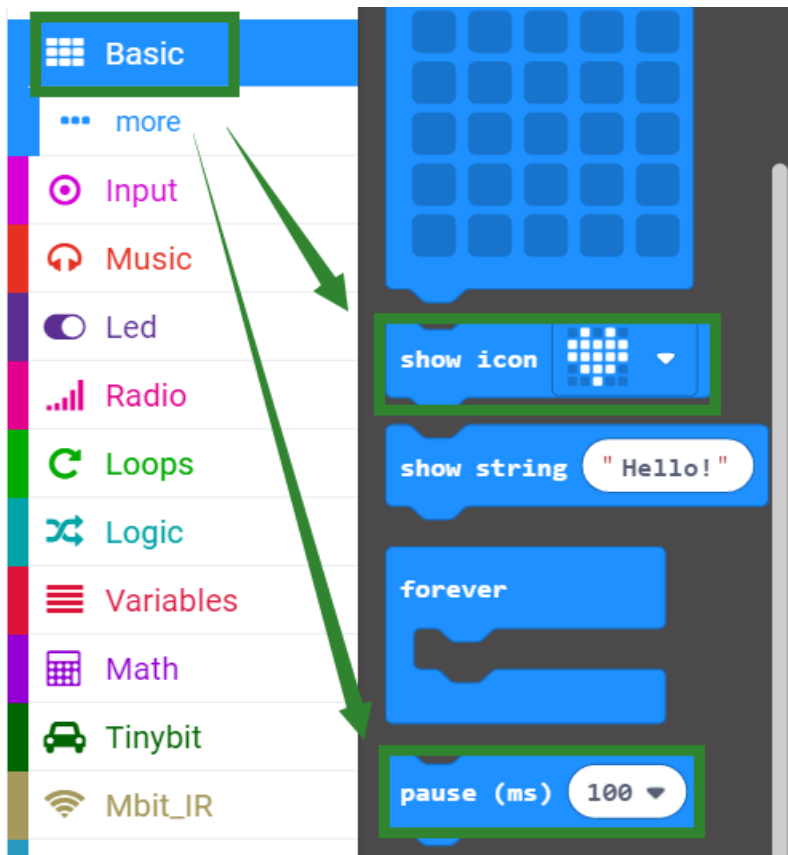 Basic
more
Input
Music
Led
Radio
Loops
Logic
Variables
Math
Tinybit
Mbit_IR
show icon
show string "Hello!"
forever
pause (ms) 100